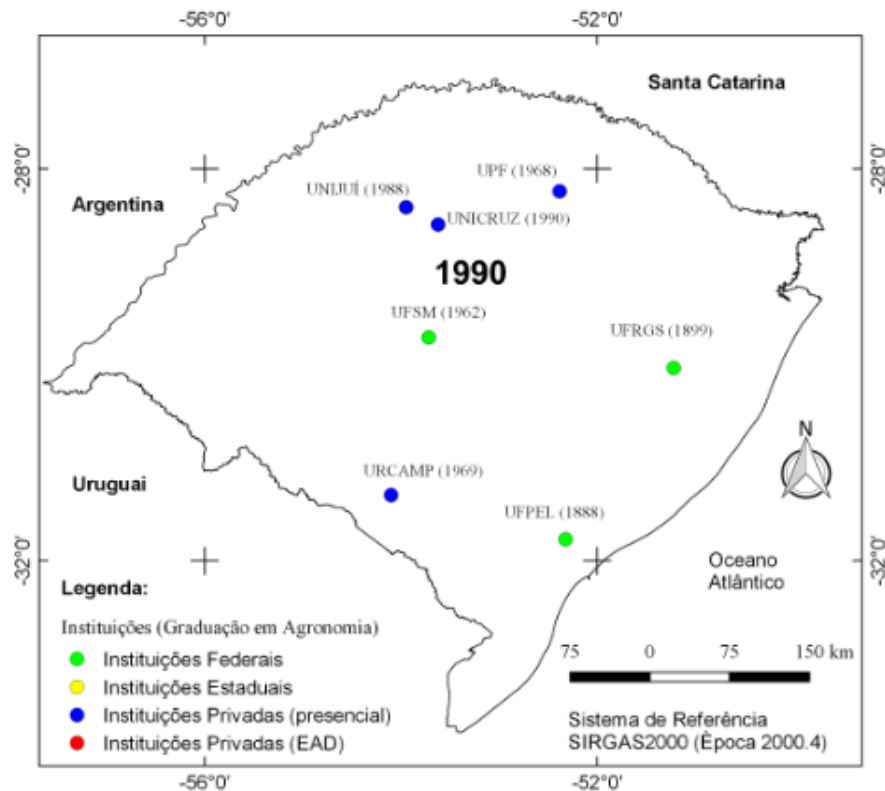 -56°0'
-52°0'
Santa Catarina
-28°0'
-28°0'
UPF (1968)
UNIJUÍ (1988)
Argentina
UNICRUZ (1990)
1990
UFSM (1962)
UFRGS (1899)
N
URCAMP (1969)
Uruguai
UFPEL (1888)
-32°0'
-32°0'
Oceano
Atlântico
Legenda:
Instituições (Graduação em Agronomia)
Instituições Federais
Instituições Estaduais
Instituições Privadas (presencial)
Instituições Privadas (EAD)
75 0 75 150 km
Sistema de Referência
SIRGAS2000 (Època 2000.4)
-56°0'
-52°0'